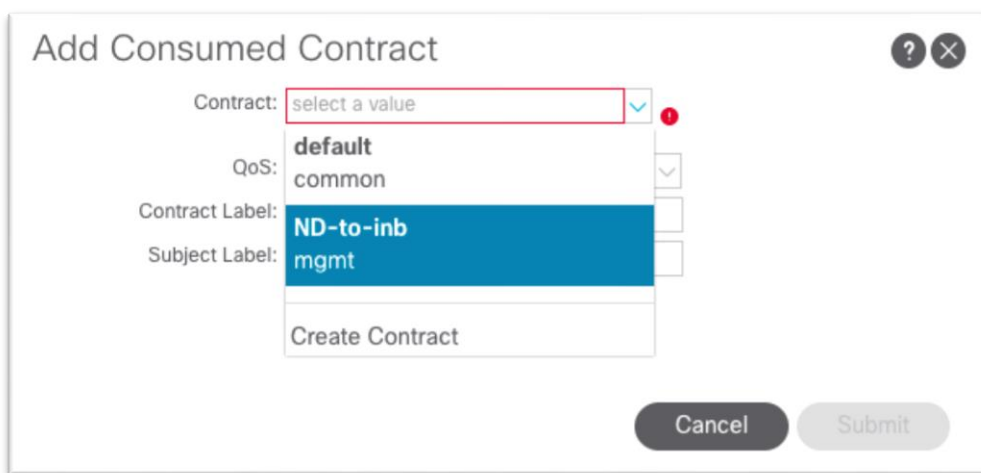 Add Consumed Contract
?
Contract: select a value
!
default
common
QoS:
Contract Label:
ND-to-inb
Subject Label:
mgmt
Create Contract
Cancel Submit